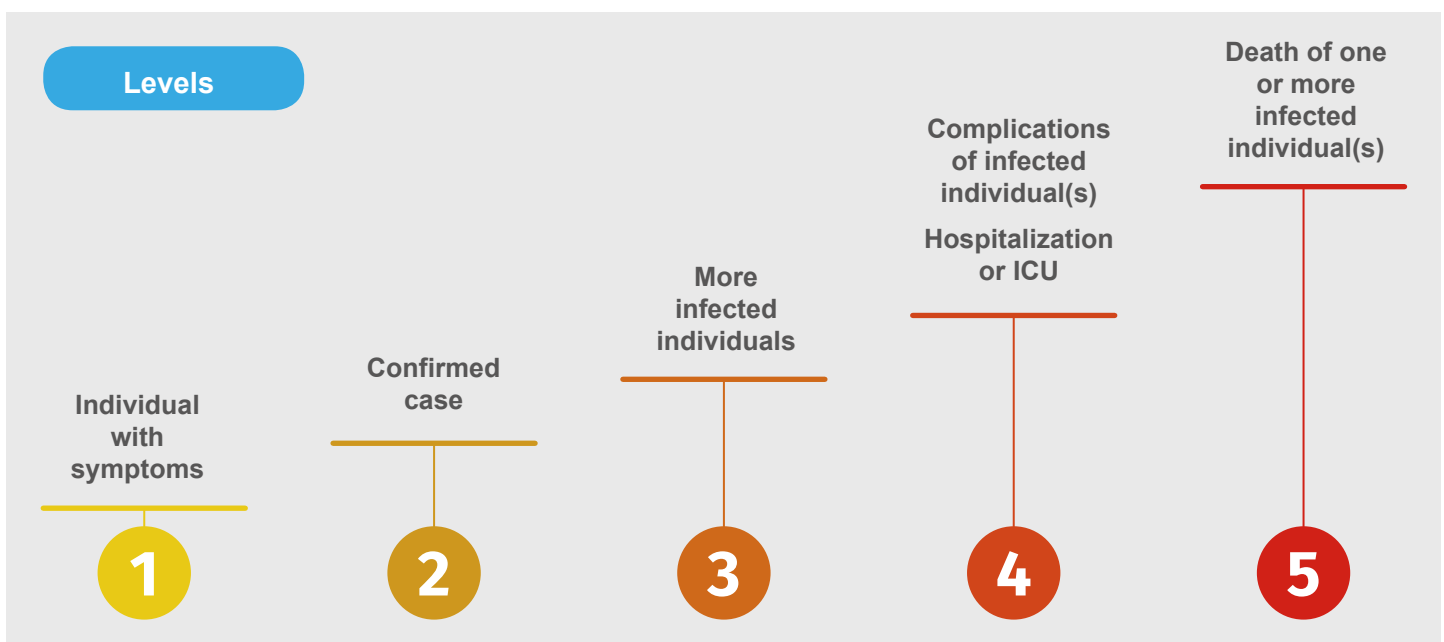 Levels
Individual
with
symptoms
1
Confirmed
case
2
More
infected
individuals
3
Complications
of infected
individual(s)
Hospitalization
or ICU
4
Death of one
or more
infected
individual(s)
5